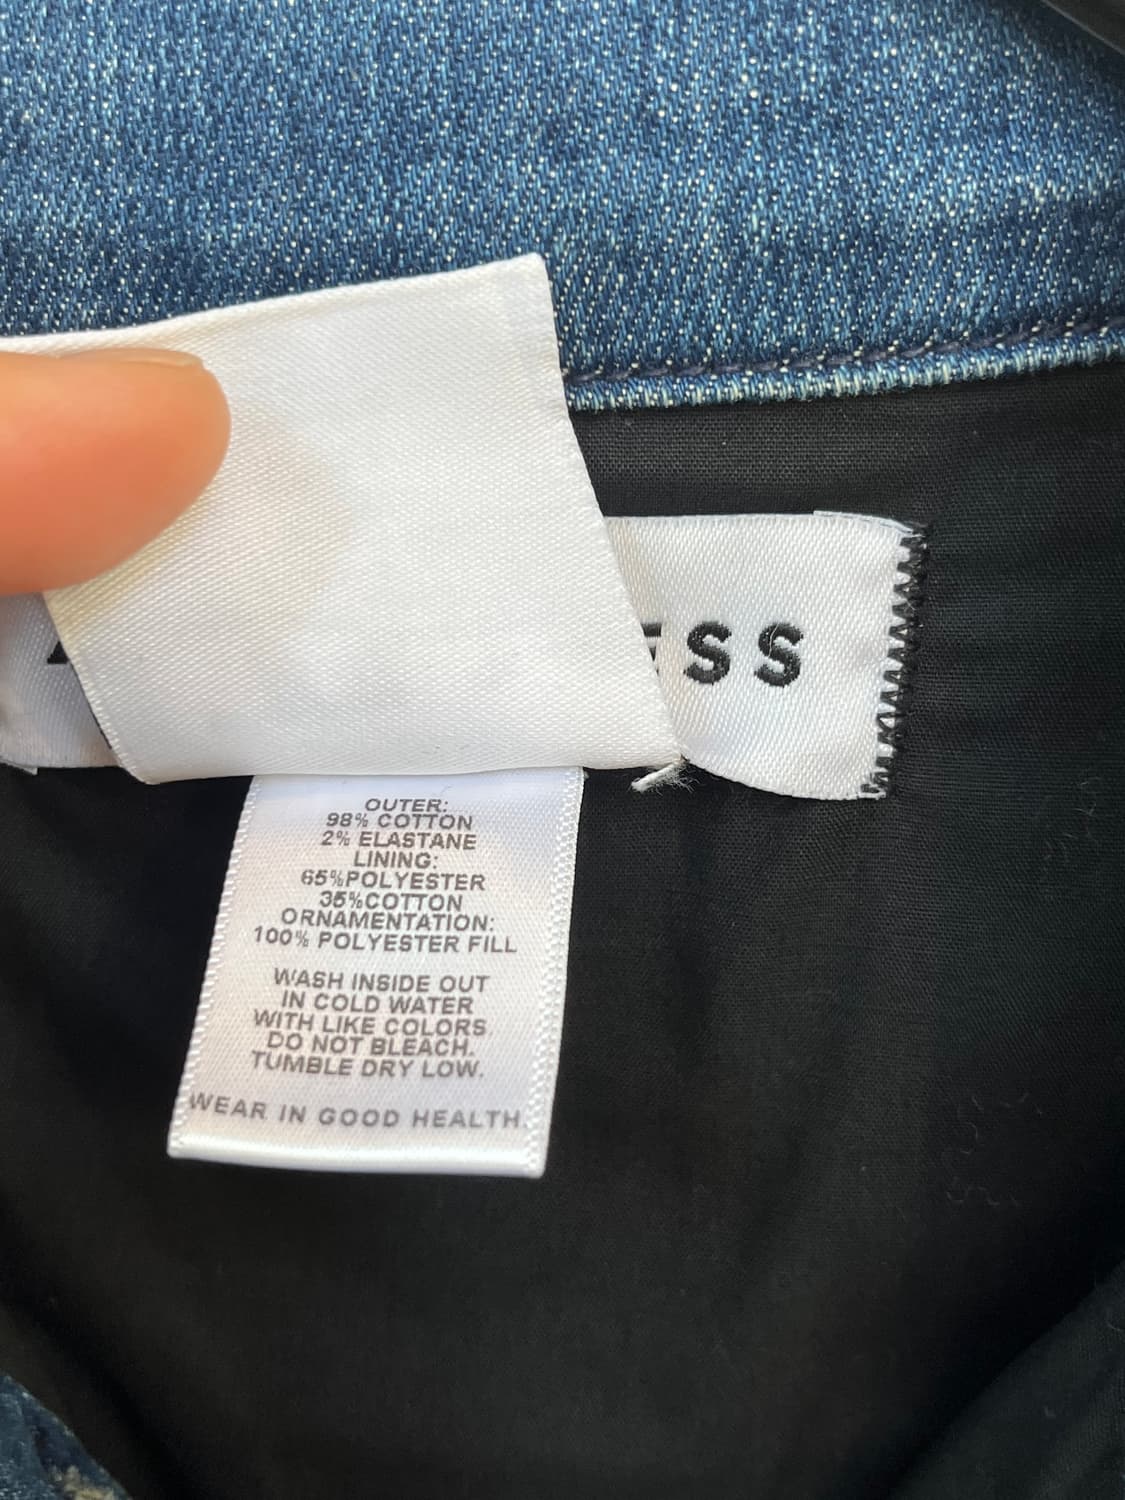 ESS
OUTER:
98% COTTON
2% ELASTANE
LINING:
65%POLYESTER
35%COTTON
ORNAMENTATION:
100% POLYESTER FILL
WASH INSIDE OUT
IN COLD WATER
WITH LIKE COLORS
DO NOT BLEACH.
TUMBLE DRY LOW.
WEAR IN GOOD HEALTH